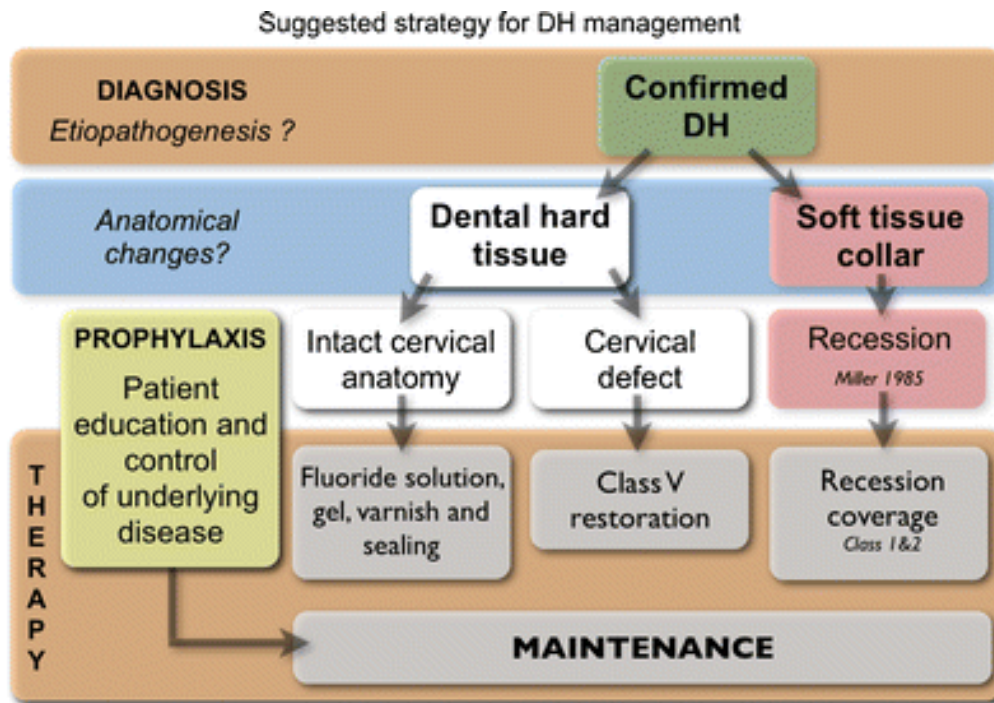 Suggested strategy for DH management
DIAGNOSIS
Etiopathogenesis ?
Confirmed
DH
Anatomical
changes?
Dental hard
tissue
Soft tissue
collar
PROPHYLAXIS
Patient
education and
control
of underlying
disease
Intact cervical
anatomy
Cervical
defect
Recession
Miller 1985
THERAPY
Fluoride solution,
gel, varnish and
sealing
Class V
restoration
Recession
coverage
Class 1&2
MAINTENANCE